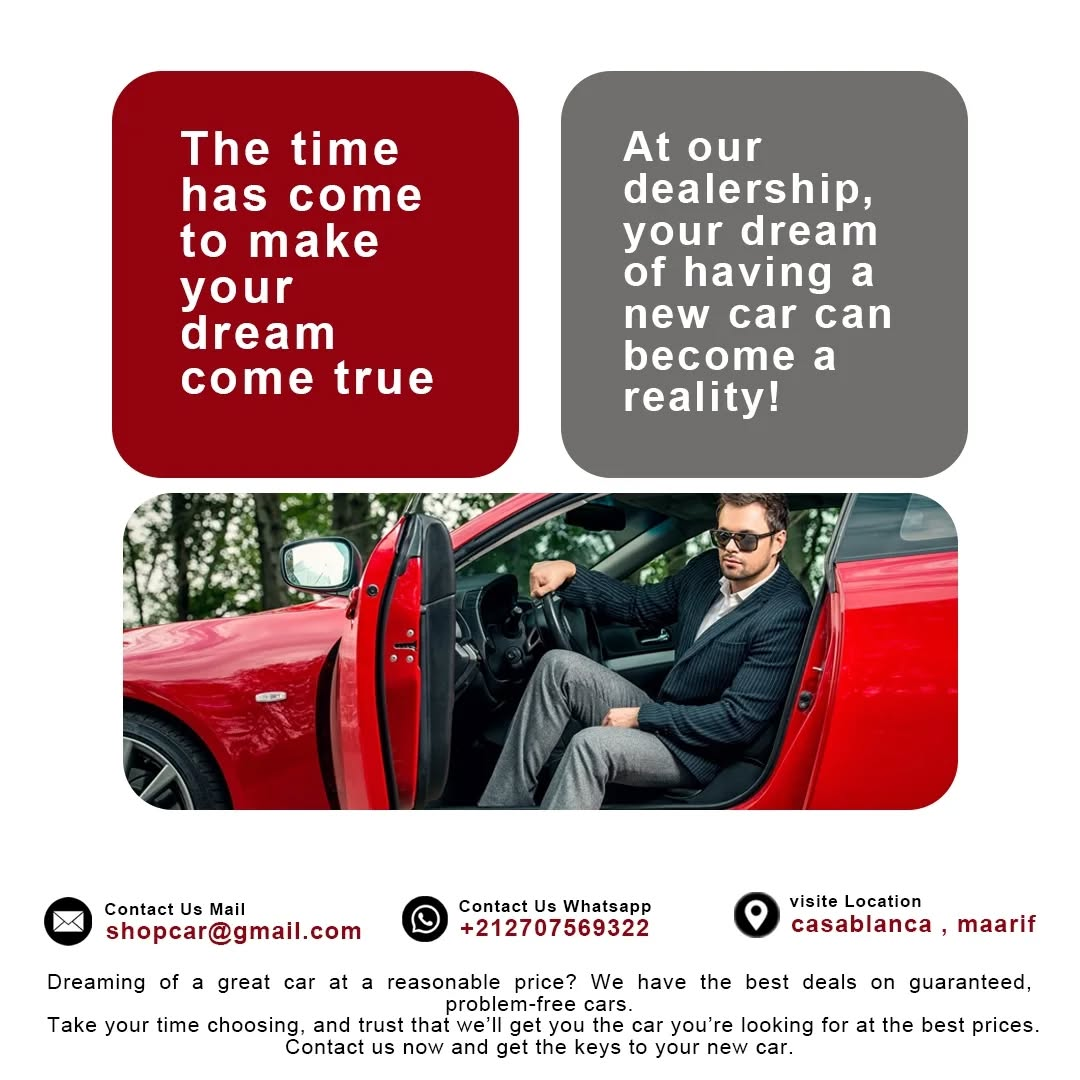 The time
has come
to make
your
dream
come true
At our
dealership,
your dream
of having a
new car can
become a
reality!
Contact Us Mail
shopcar@gmail.com
Contact Us Whatsapp
+212707569322
visite Location
casablanca , maarif
Dreaming of a great car at a reasonable price? We have the best deals on guaranteed,
problem-free cars.
Take your time choosing, and trust that we’ll get you the car you’re looking for at the best prices.
Contact us now and get the keys to your new car.